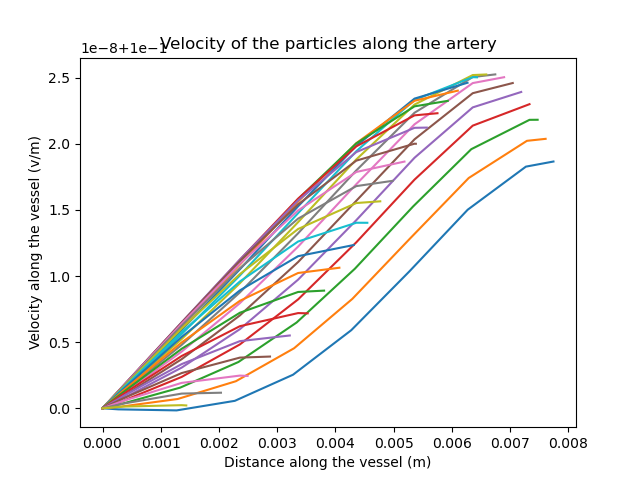 Velocity of the particles along the artery
1e−8+1e−1
2.5
2.0
1.5
1.0
0.5
0.0
Velocity along the vessel (v/m)
0.000 0.001 0.002 0.003 0.004 0.005 0.006 0.007 0.008
Distance along the vessel (m)